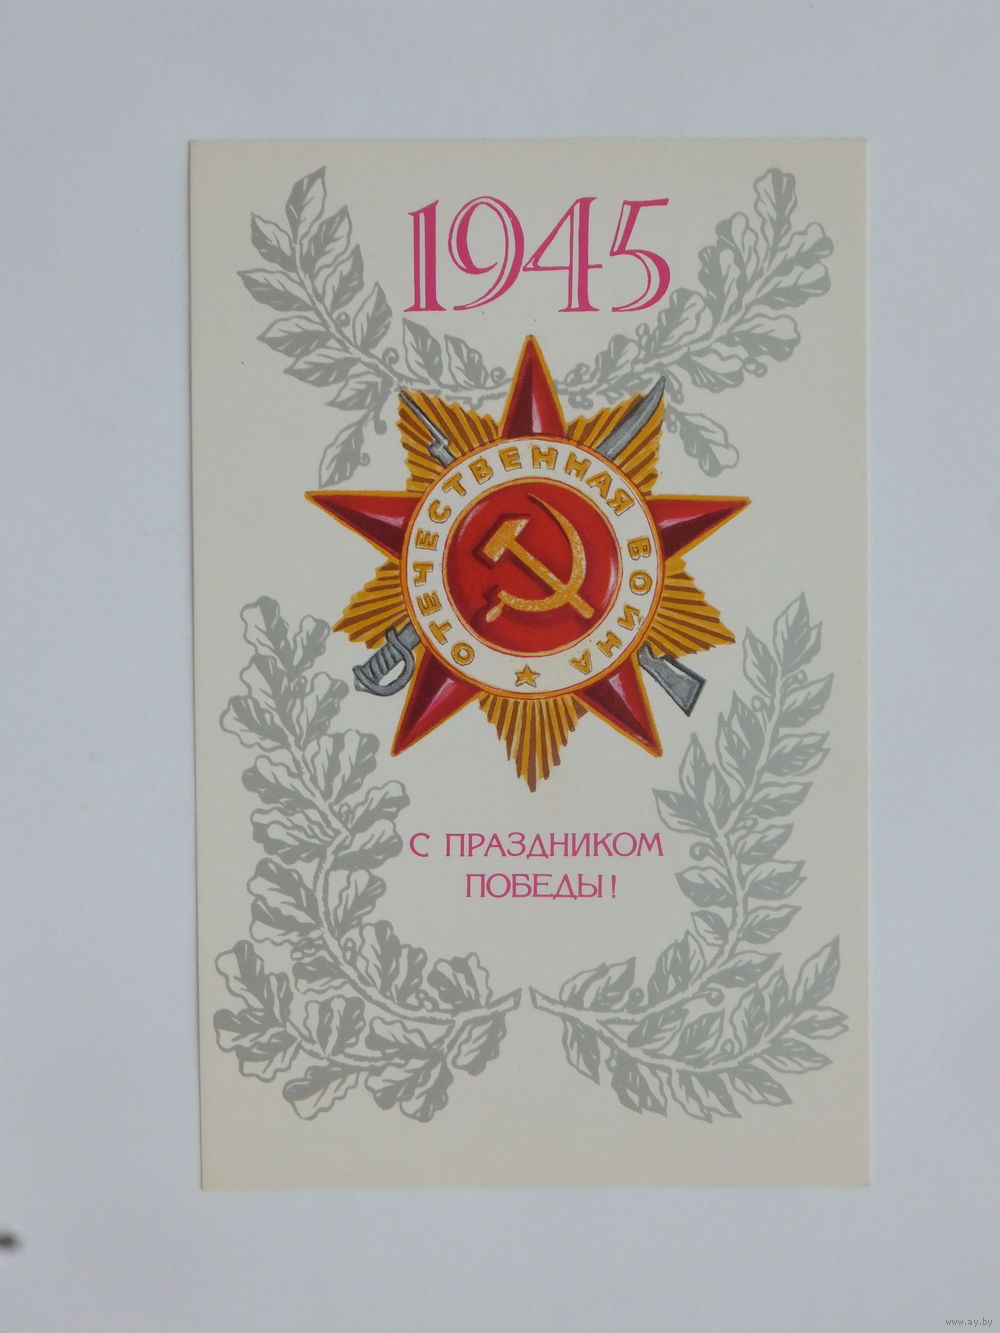 1945
ОТЕЧЕСТВЕННАЯ ВОЙНА
С ПРАЗДНИКОМ
ПОБЕДЫ!
www.ay.by